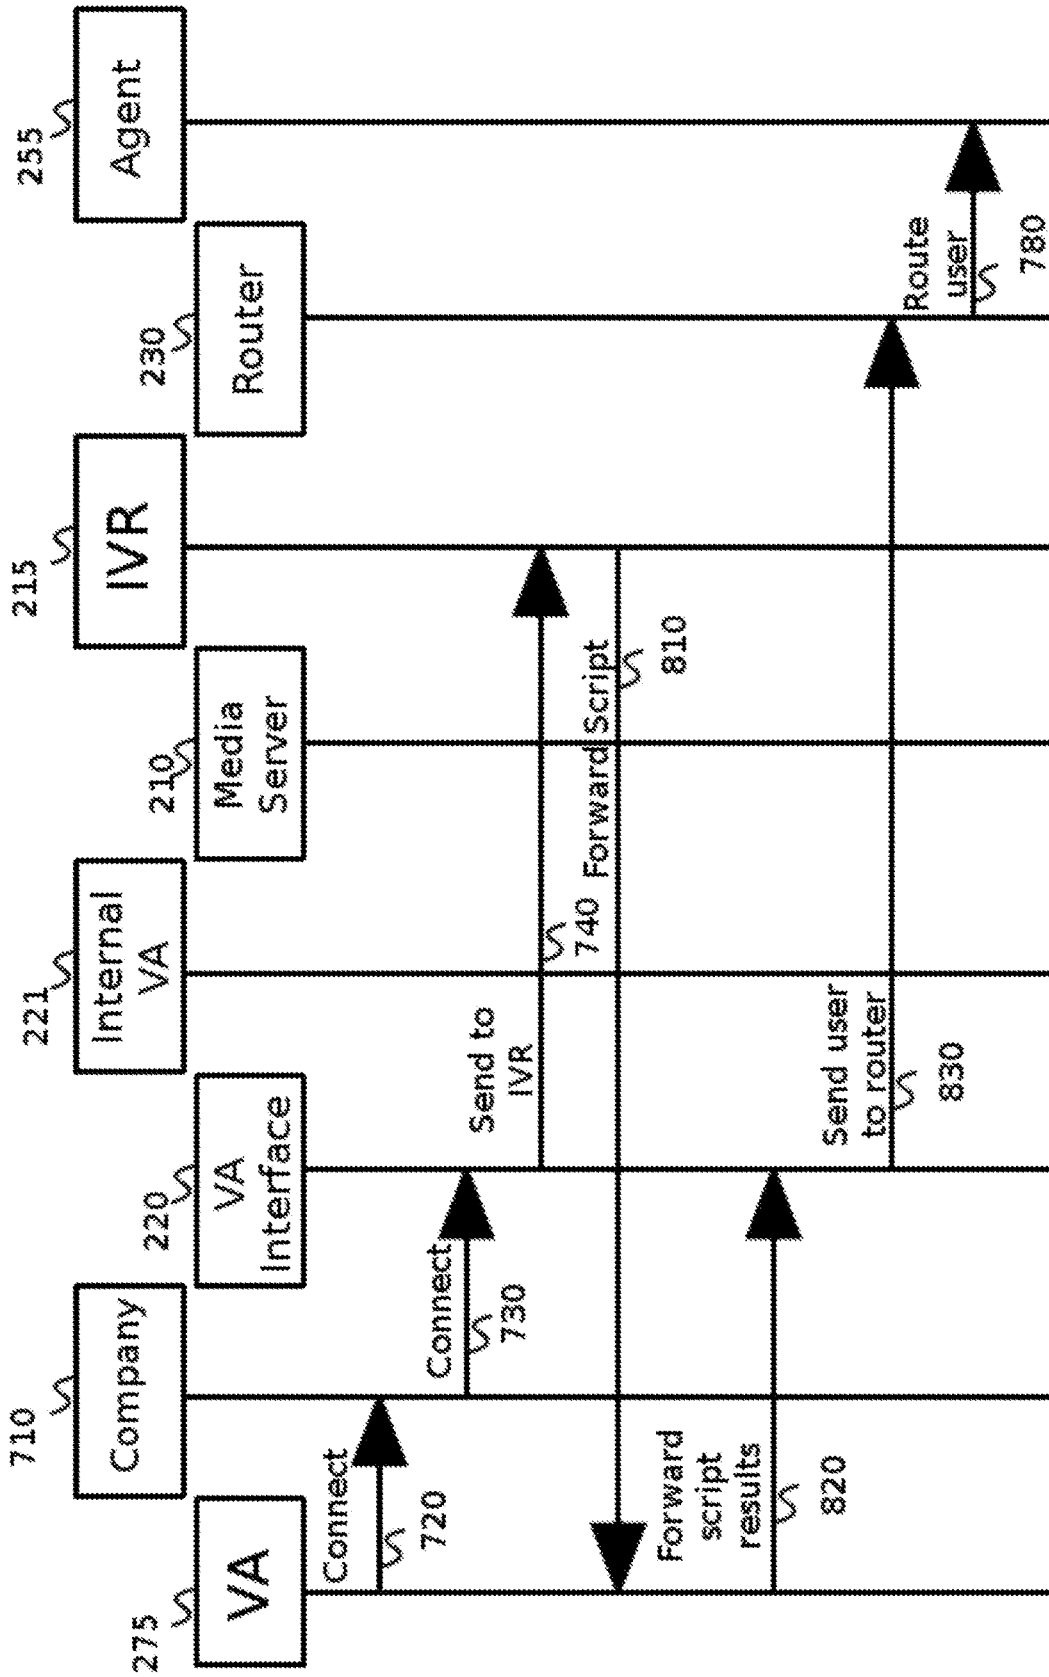 275
VA
710
Company
220
VA
Interface
221
Internal
VA
210
Media
Server
215
IVR
230
Router
255
Agent
Connect
720
Connect
730
Send to
IVR
740
Forward Script
810
Forward
script
results
820
Send user
to router
830
Route
user
780